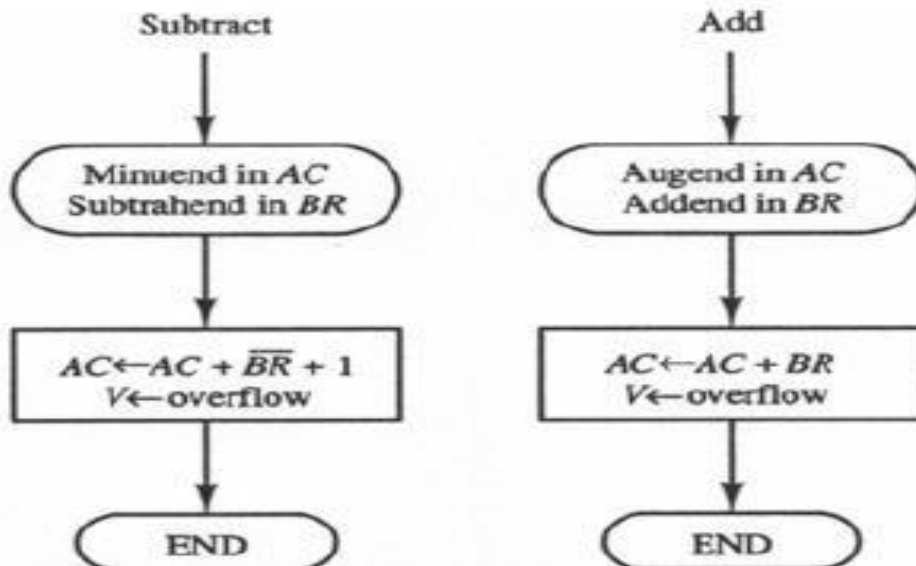 Subtract
Minuend in AC
Subtrahend in BR
AC←AC + B̅R̅ + 1
V←overflow
END
Add
Augend in AC
Addend in BR
AC←AC + BR
V←overflow
END